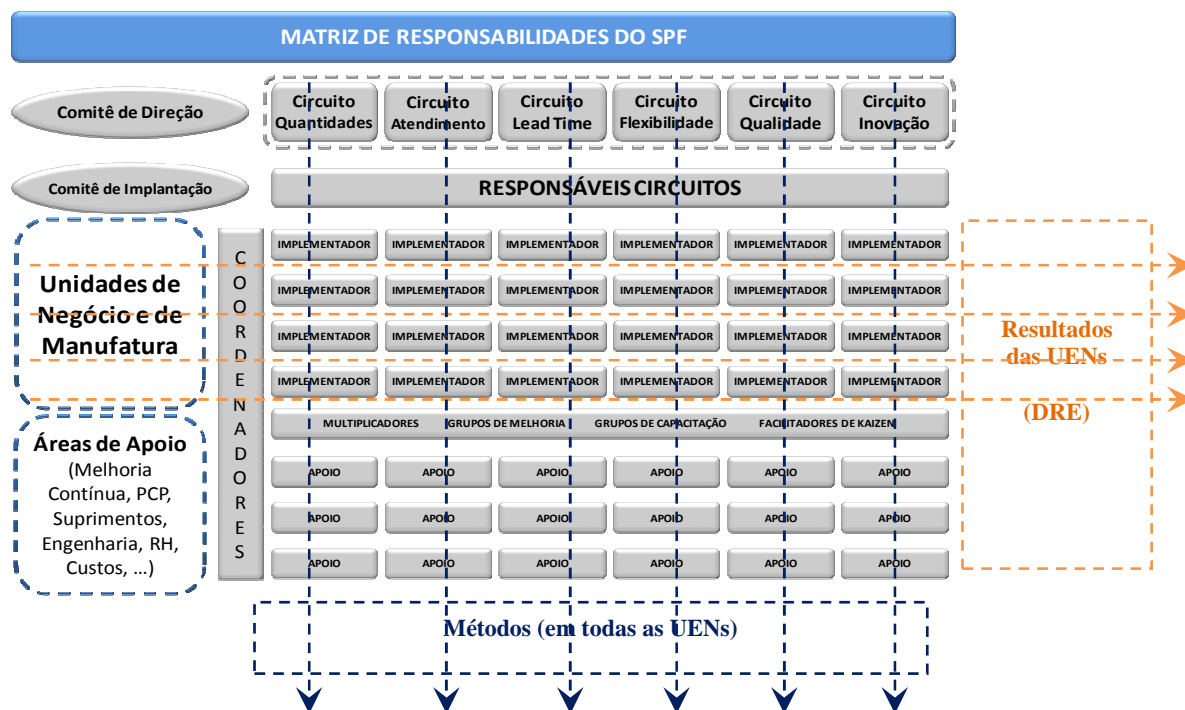 MATRIZ DE RESPONSABILIDADES DO SPF
Comitê de Direção
Circuito
Quantidades
Circuito
Atendimento
Circuito
Lead Time
Circuito
Flexibilidade
Circuito
Qualidade
Circuito
Inovação
Comitê de Implantação
RESPONSÁVEIS CIRCUITOS
Unidades de
Negócio e de
Manufatura
Áreas de Apoio
(Melhoria
Contínua, PCP,
Suprimentos,
Engenharia, RH,
Custos, ...)
C
O
O
R
D
E
N
A
D
O
R
E
S
IMPLEMENTADOR IMPLEMENTADOR IMPLEMENTADOR IMPLEMENTADOR IMPLEMENTADOR IMPLEMENTADOR
IMPLEMENTADOR IMPLEMENTADOR IMPLEMENTADOR IMPLEMENTADOR IMPLEMENTADOR IMPLEMENTADOR
IMPLEMENTADOR IMPLEMENTADOR IMPLEMENTADOR IMPLEMENTADOR IMPLEMENTADOR IMPLEMENTADOR
IMPLEMENTADOR IMPLEMENTADOR IMPLEMENTADOR IMPLEMENTADOR IMPLEMENTADOR IMPLEMENTADOR
MULTIPLICADORES GRUPOS DE MELHORIA GRUPOS DE CAPACITAÇÃO FACILITADORES DE KAIZEN
APOIO APOIO APOIO APOIO APOIO APOIO
APOIO APOIO APOIO APOIO APOIO APOIO
APOIO APOIO APOIO APOIO APOIO APOIO
Resultados
das UENs
(DRE)
Métodos (em todas as UENs)